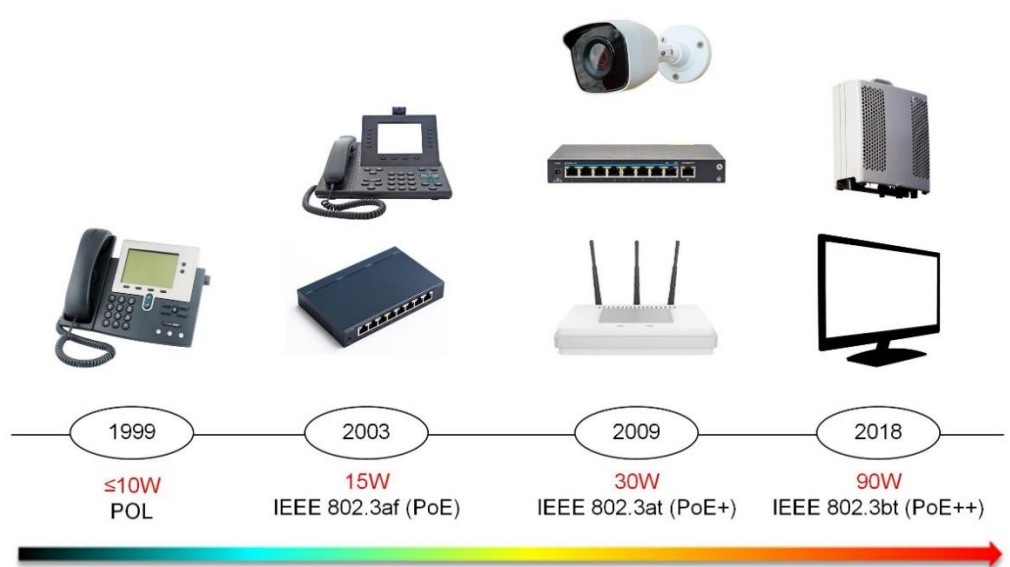 1999
2003
2009
2018
≤10W
15W
30W
90W
POL
IEEE 802.3af (PoE)
IEEE 802.3at (PoE+)
IEEE 802.3bt (PoE++)